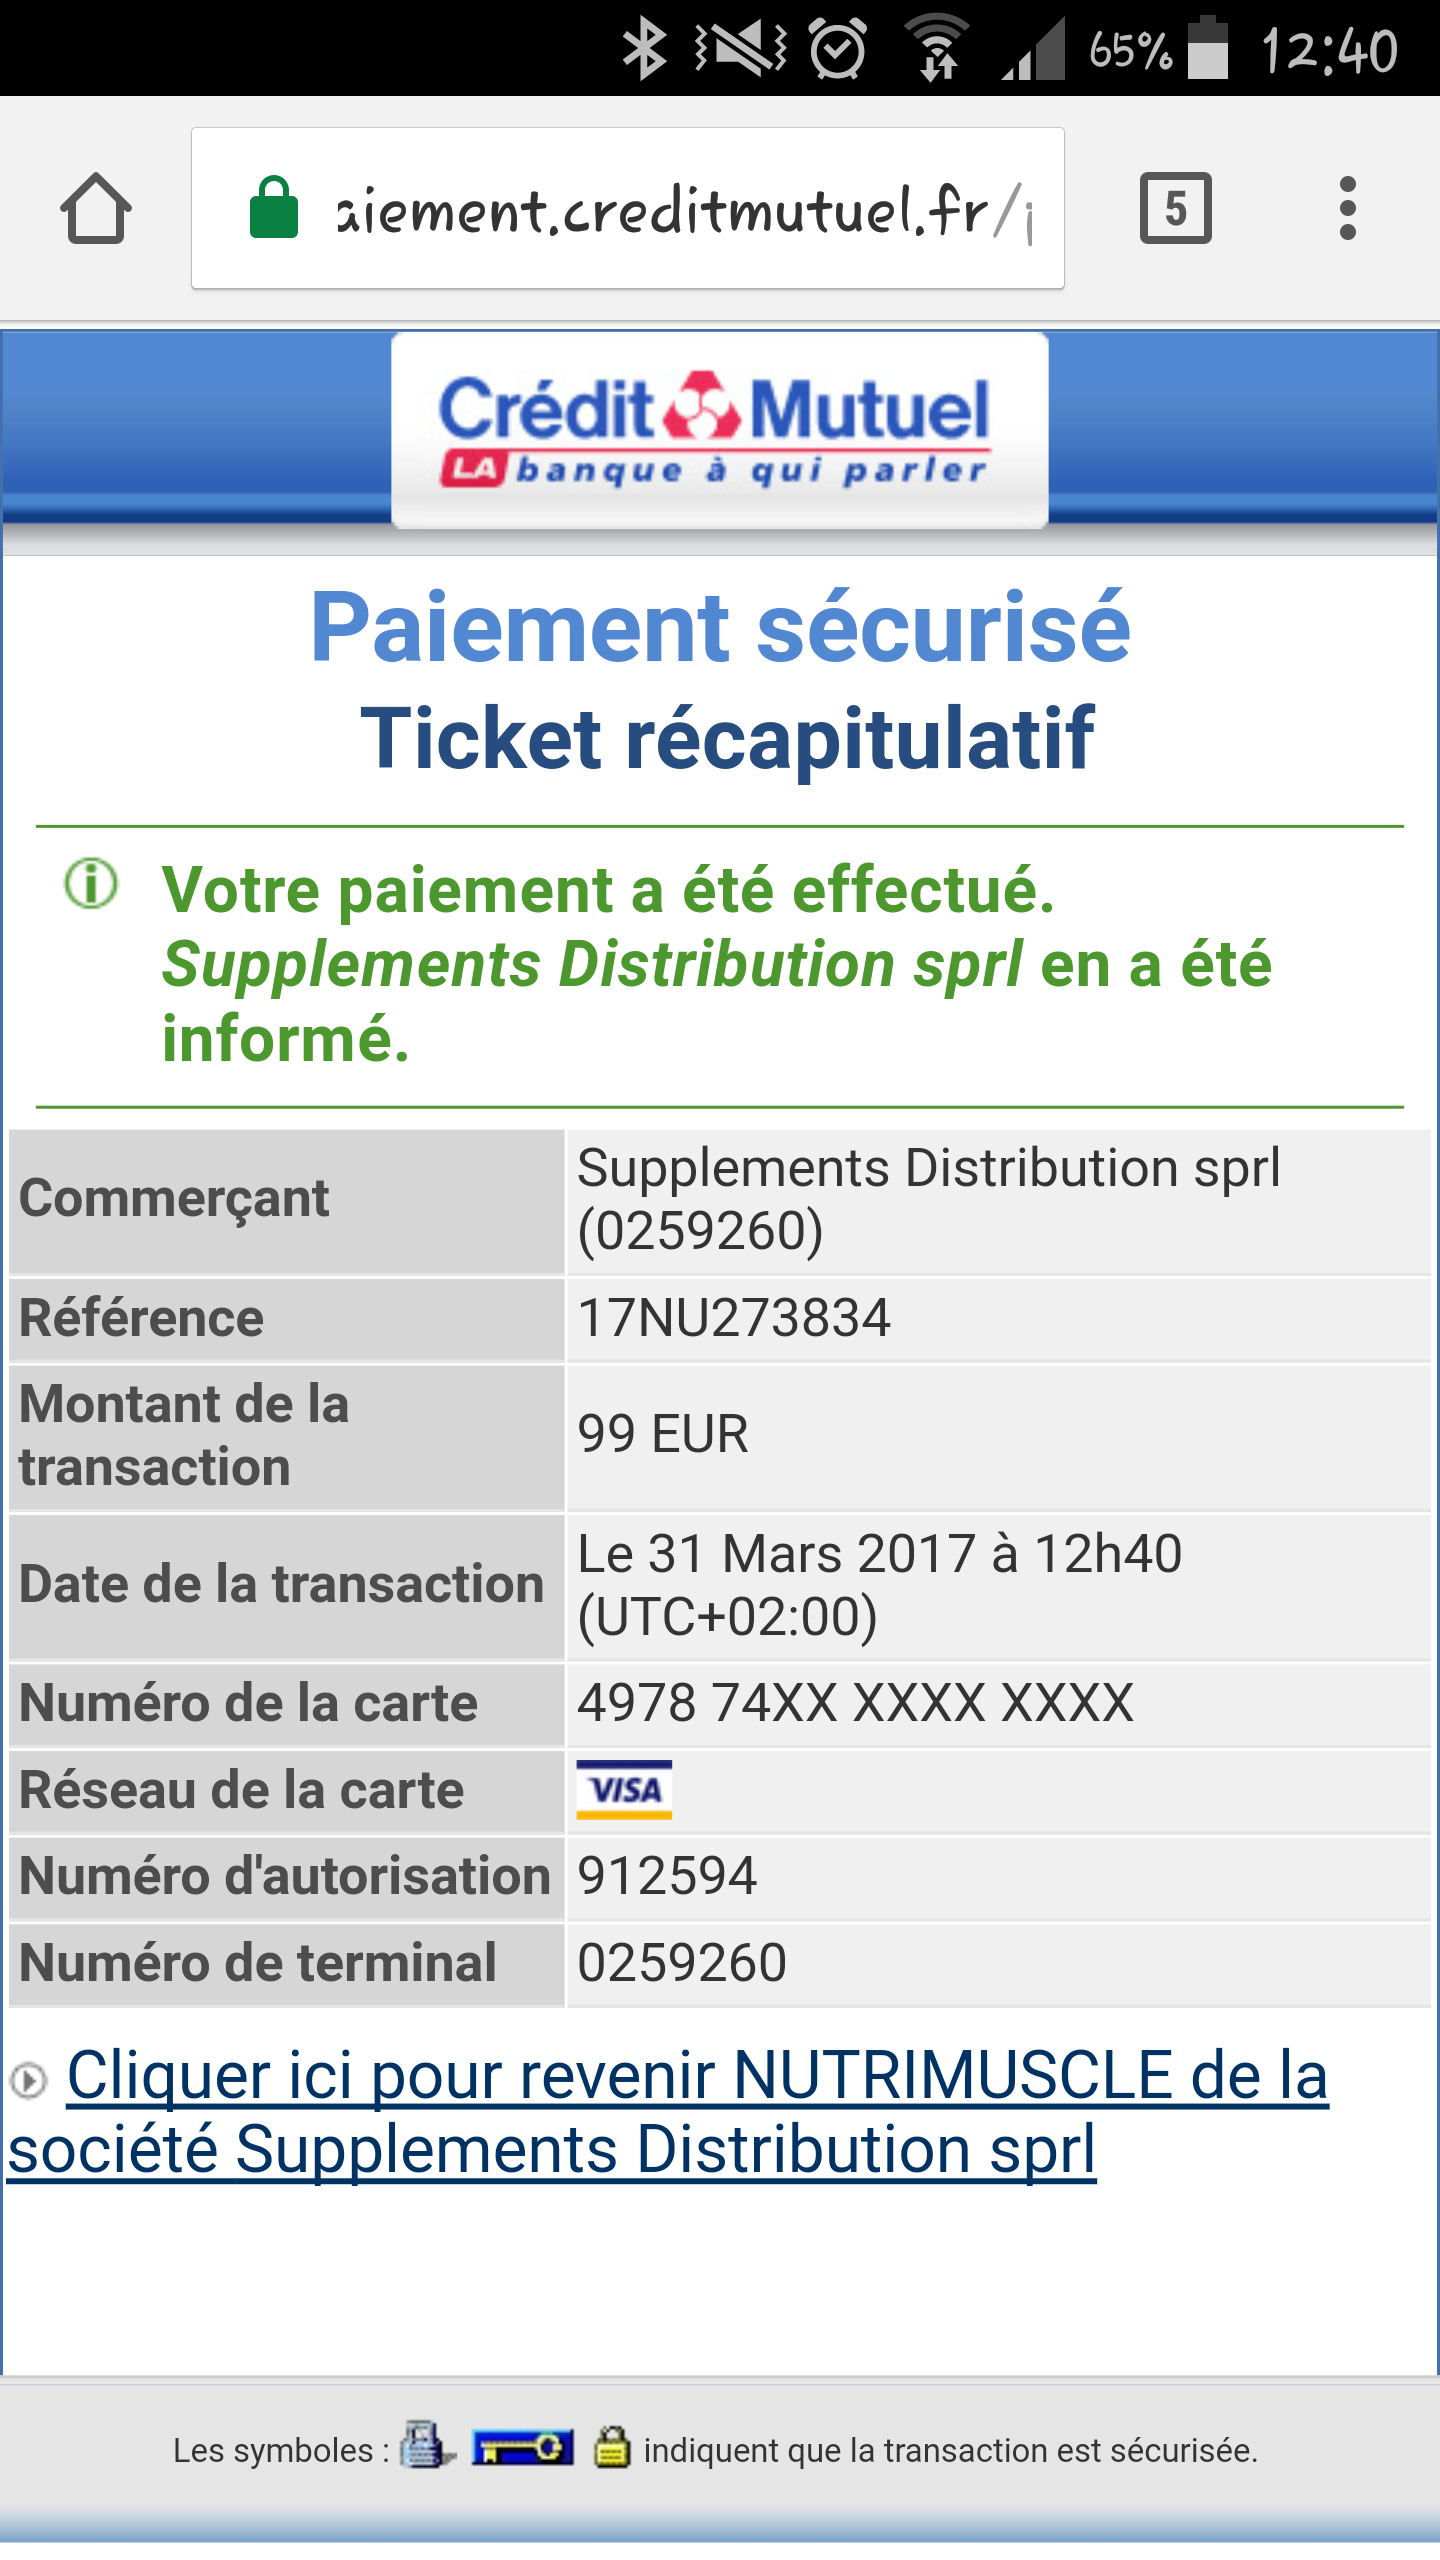 65% 12:40
aiement.creditmutuel.fr/
5
Crédit Mutuel
LA banque à qui parler
Paiement sécurisé
Ticket récapitulatif
Votre paiement a été effectué.
Supplements Distribution sprl en a été
informé.
Commerçant
Supplements Distribution sprl
(0259260)
Référence
17NU273834
Montant de la
transaction
99 EUR
Date de la transaction
Le 31 Mars 2017 à 12h40
(UTC+02:00)
Numéro de la carte
4978 74XX XXXX XXXX
Réseau de la carte
VISA
Numéro d'autorisation
912594
Numéro de terminal
0259260
Cliquer ici pour revenir NUTRIMUSCLE de la
société Supplements Distribution sprl
Les symboles : indiquent que la transaction est sécurisée.